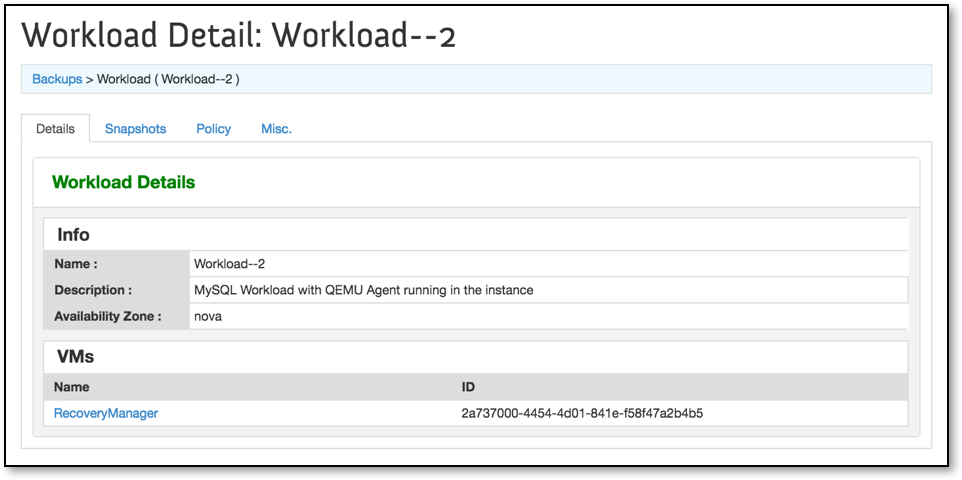 Workload Detail: Workload--2
Backups > Workload ( Workload--2 )
Details Snapshots Policy Misc.
Workload Details
Info
Name : Workload--2
Description : MySQL Workload with QEMU Agent running in the instance
Availability Zone : nova
VMs
Name ID
RecoveryManager 2a737000-4454-4d01-841e-f58f47a2b4b5